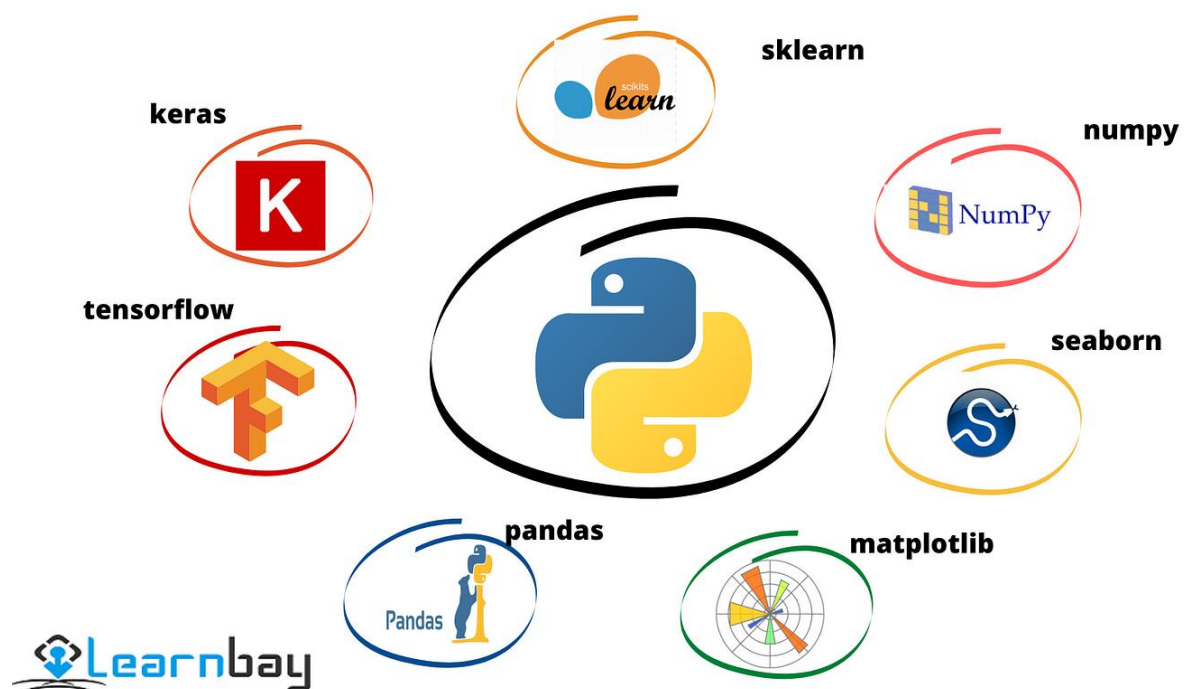 sklearn
scikits
learn
keras
K
numpy
NumPy
tensorflow
seaborn
pandas
Pandas
matplotlib
Learnbay